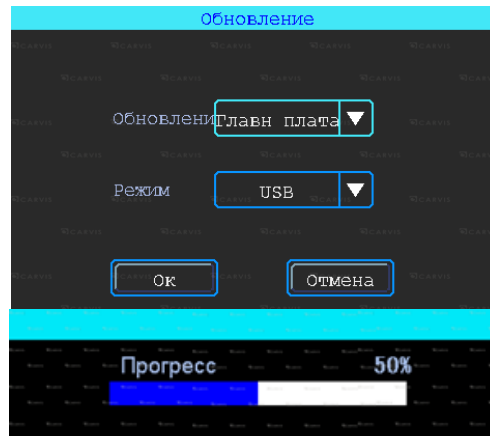 Обновление
Обновлени Главн плата
Режим USB
Ок Отмена
Прогресс 50%